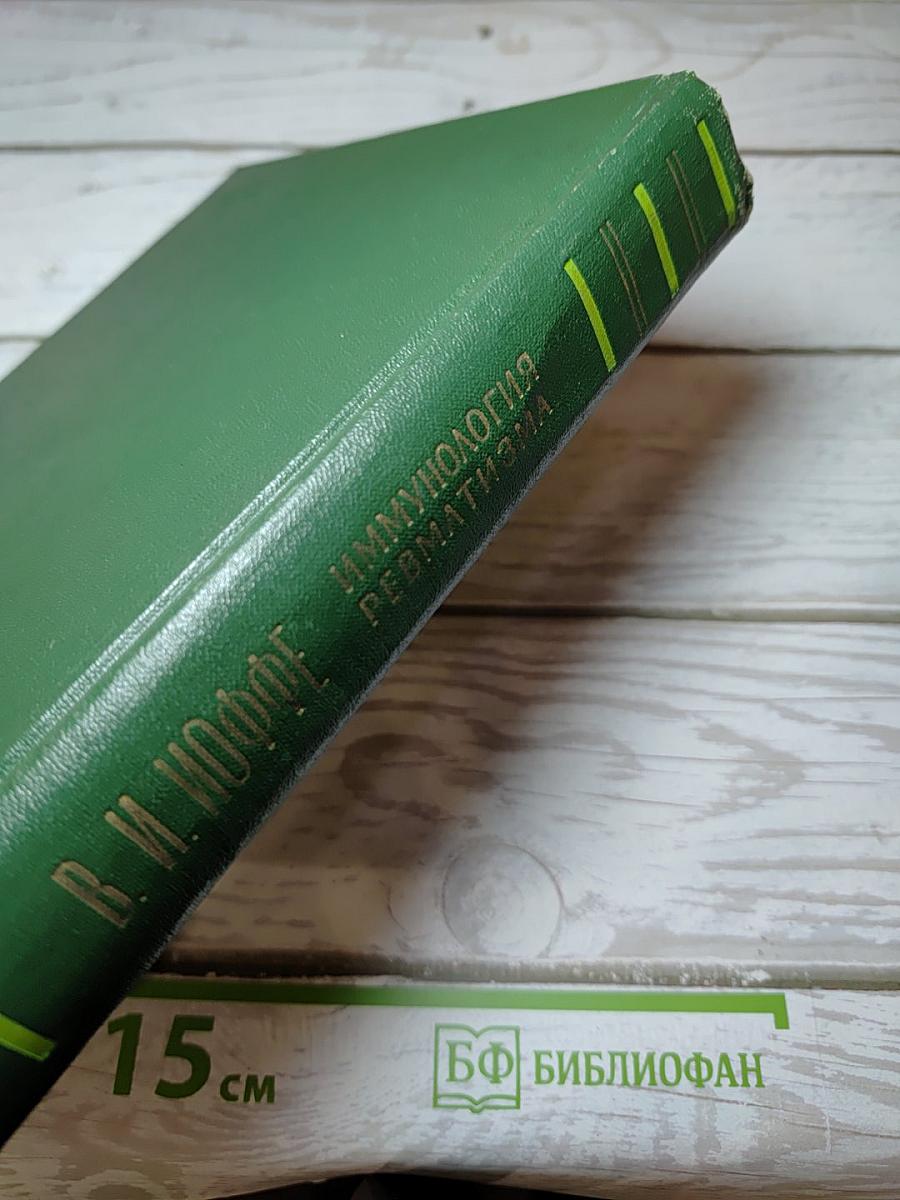 В. И. ИОФФЕ
ИММУНОЛОГИЯ
РЕВМАТИЗМА
15 см
БФ БИБЛИОФАН